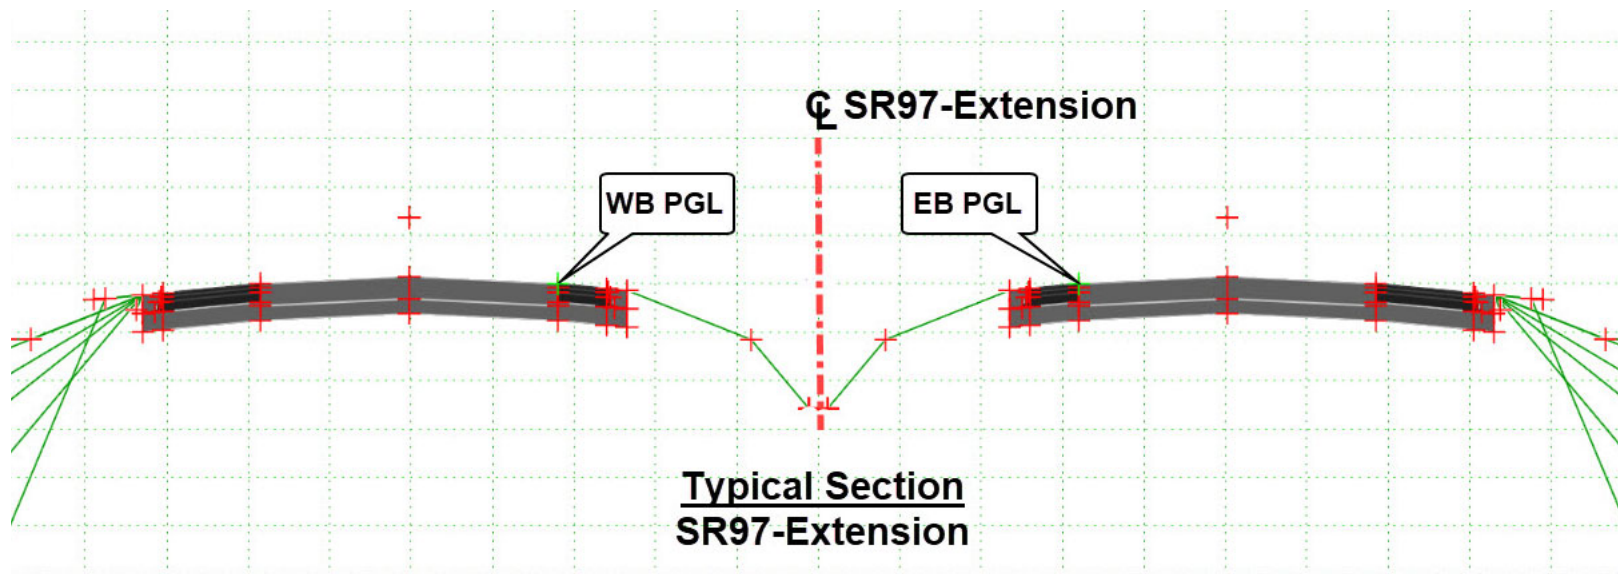 ℄ SR97-Extension
WB PGL
EB PGL
Typical Section
SR97-Extension